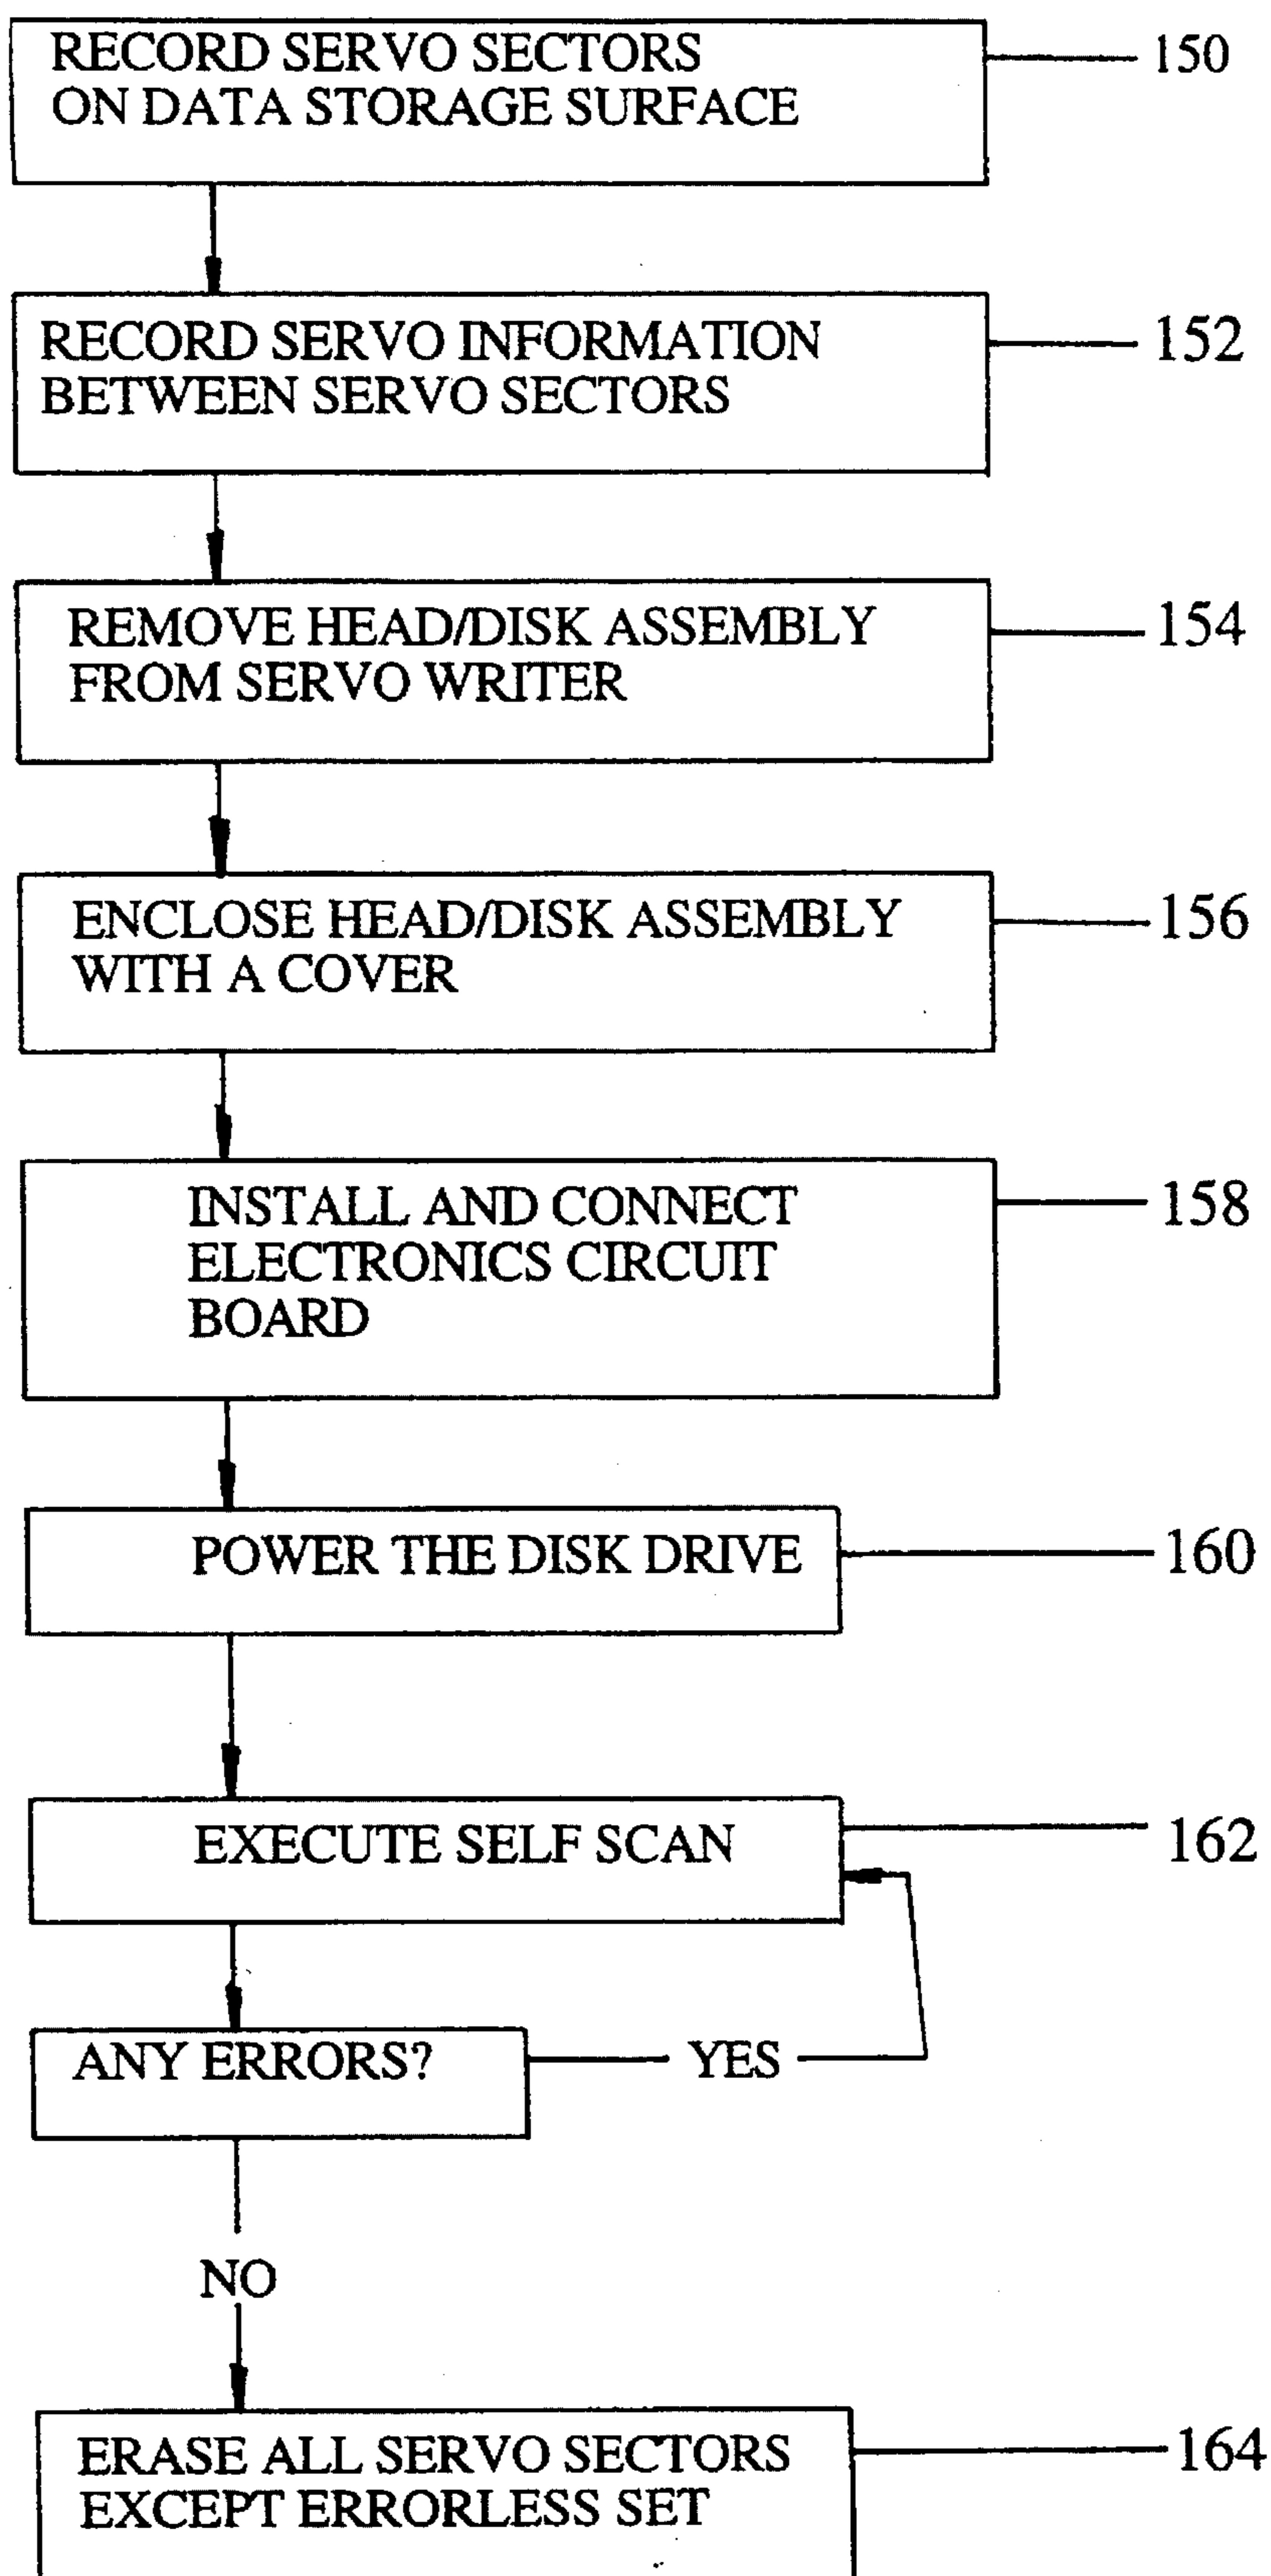 RECORD SERVO SECTORS
ON DATA STORAGE SURFACE
150
RECORD SERVO INFORMATION
BETWEEN SERVO SECTORS
152
REMOVE HEAD/DISK ASSEMBLY
FROM SERVO WRITER
154
ENCLOSE HEAD/DISK ASSEMBLY
WITH A COVER
156
INSTALL AND CONNECT
ELECTRONICS CIRCUIT
BOARD
158
POWER THE DISK DRIVE
160
EXECUTE SELF SCAN
162
ANY ERRORS?
YES
NO
ERASE ALL SERVO SECTORS
EXCEPT ERRORLESS SET
164